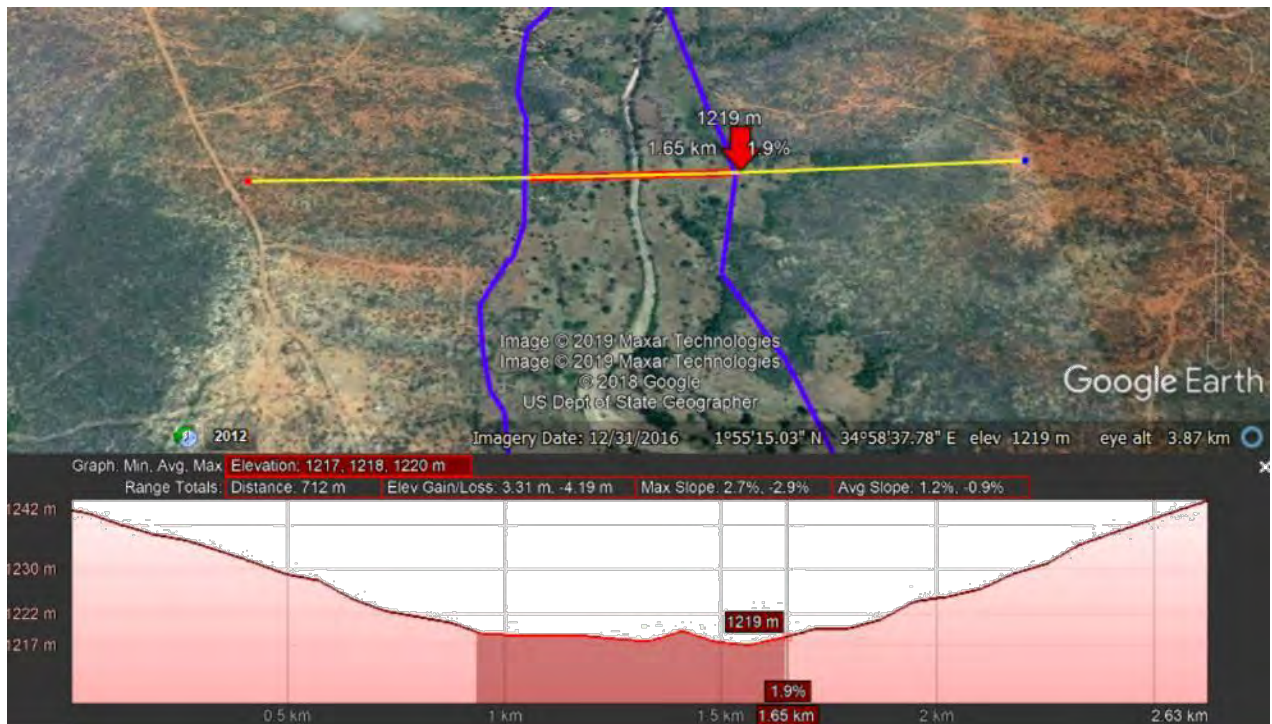 1219 m
1.65 km 1.9%
Image © 2019 Maxar Technologies
Image © 2019 Maxar Technologies
© 2018 Google
US Dept of State Geographer
Google Earth
2012
Imagery Date: 12/31/2016 1°55'15.03" N 34°58'37.78" E elev 1219 m eye alt 3.87 km
Graph: Min, Avg, Max Elevation: 1217, 1218, 1220 m
Range Totals: Distance: 712 m Elev Gain/Loss: 3.31 m, -4.19 m Max Slope: 2.7%, -2.9% Avg Slope: 1.2%, -0.9%
1242 m
1230 m
1222 m
1219 m
1217 m
1.9%
0.5 km 1 km 1.5 km 1.65 km 2 km 2.63 km